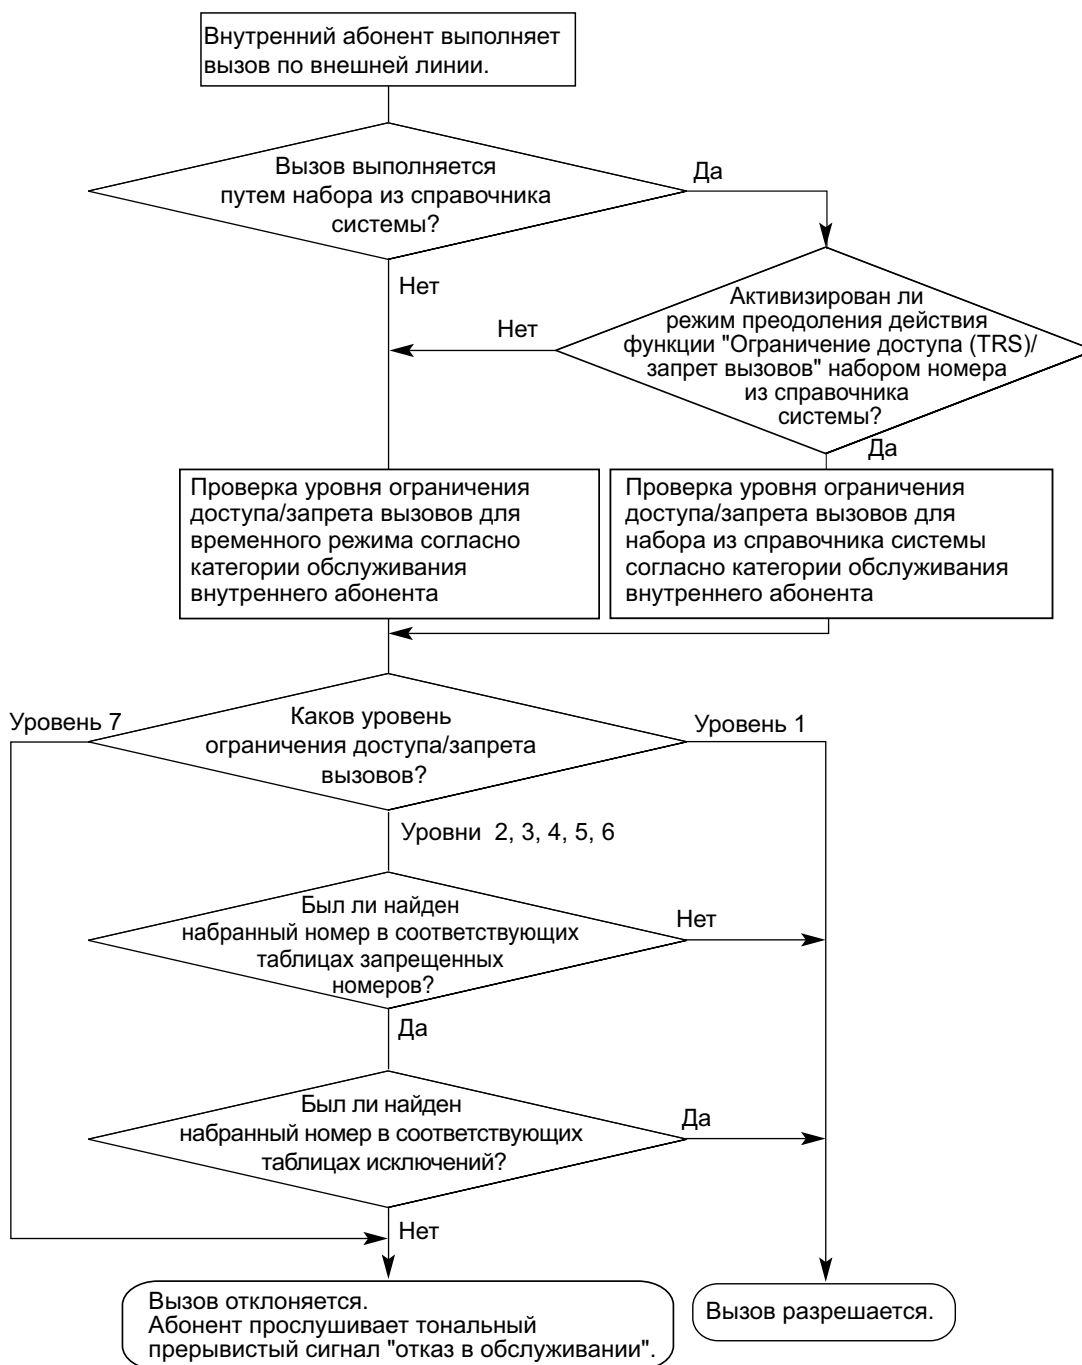 Внутренний абонент выполняет
вызов по внешней линии.
Вызов выполняется
путем набора из справочника
системы?
Да
Нет
Активизирован ли
режим преодоления действия
функции "Ограничение доступа (TRS)/
запрет вызовов" набором номера
из справочника
системы?
Нет
Да
Проверка уровня ограничения
доступа/запрета вызовов для
временного режима согласно
категории обслуживания
внутреннего абонента
Проверка уровня ограничения
доступа/запрета вызовов для
набора из справочника системы
согласно категории обслуживания
внутреннего абонента
Уровень 7
Каков уровень
ограничения доступа/запрета
вызовов?
Уровень 1
Уровни 2, 3, 4, 5, 6
Был ли найден
набранный номер в соответствующих
таблицах запрещенных
номеров?
Нет
Да
Был ли найден
набранный номер в соответствующих
таблицах исключений?
Да
Нет
Вызов отклоняется.
Абонент прослушивает тональный
прерывистый сигнал "отказ в обслуживании".
Вызов разрешается.